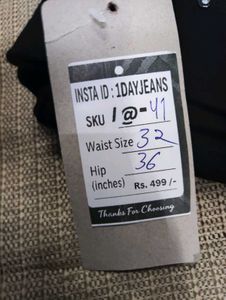 INSTA ID : 1DAYJEANS
SKU 1@-41
Waist Size 32
Hip 36
(inches) Rs. 499/-
Thanks For Choosing